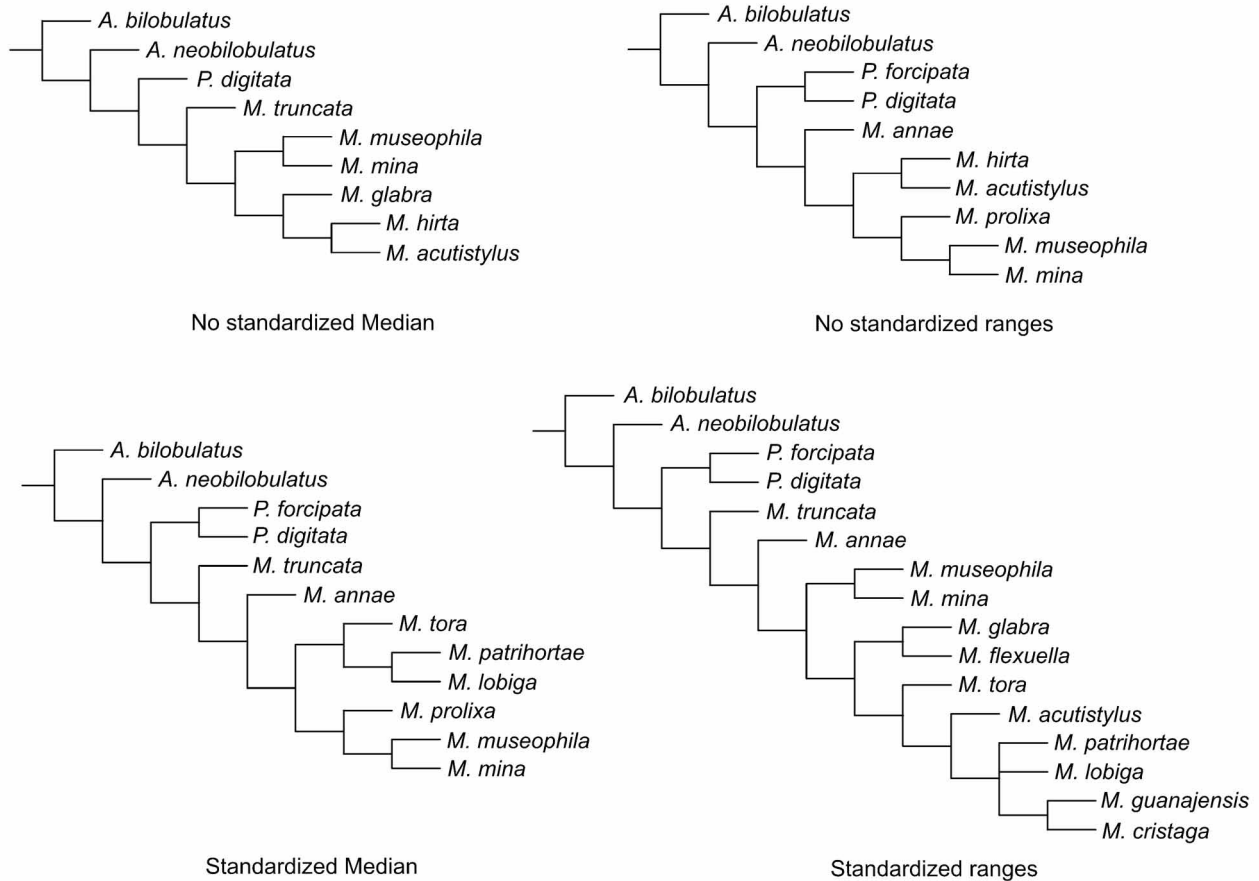 A. bilobulatus
A. neobilobulatus
P. digitata
M. truncata
M. museophila
M. mina
M. glabra
M. hirta
M. acutistylus
No standardized Median
A. bilobulatus
A. neobilobulatus
P. forcipata
P. digitata
M. annae
M. hirta
M. acutistylus
M. prolixa
M. museophila
M. mina
No standardized ranges
A. bilobulatus
A. neobilobulatus
P. forcipata
P. digitata
M. truncata
M. annae
M. tora
M. patrihortae
M. lobiga
M. prolixa
M. museophila
M. mina
Standardized Median
A. bilobulatus
A. neobilobulatus
P. forcipata
P. digitata
M. truncata
M. annae
M. museophila
M. mina
M. glabra
M. flexuella
M. tora
M. acutistylus
M. patrihortae
M. lobiga
M. guanajensis
M. cristaga
Standardized ranges